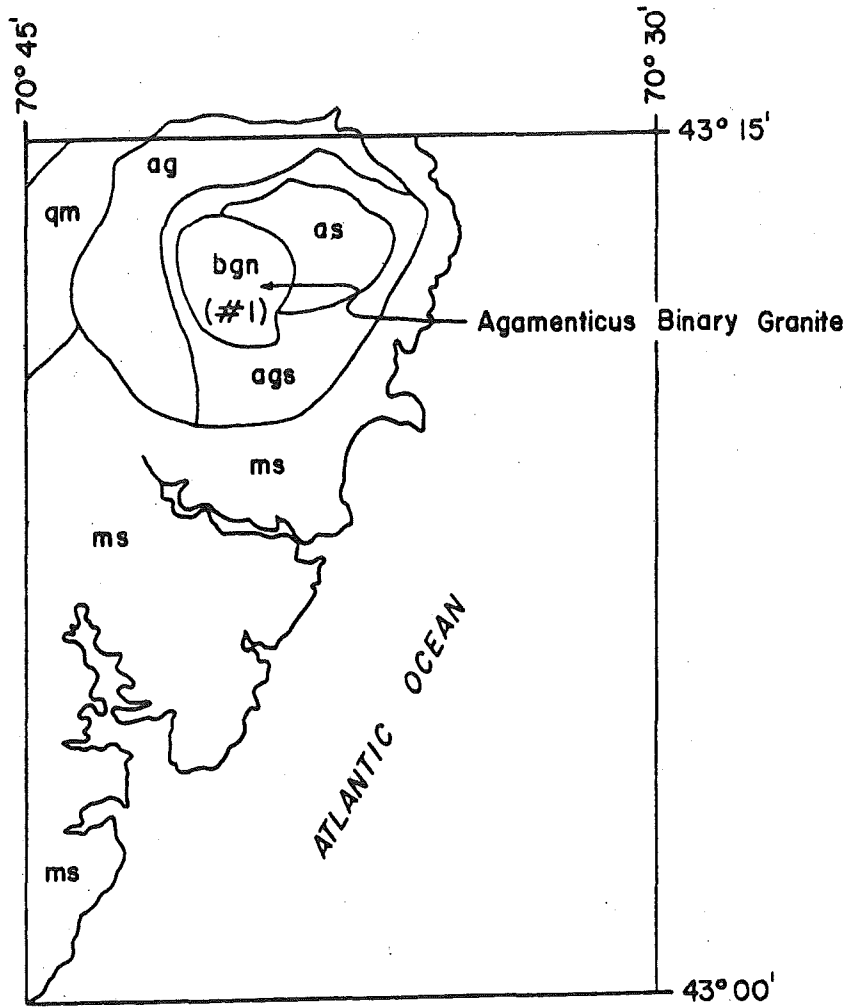 70° 45'
70° 30'
43° 15'
ag
qm
as
bgn
(#1)
Agamenticus Binary Granite
ags
ms
ms
ATLANTIC OCEAN
ms
43° 00'